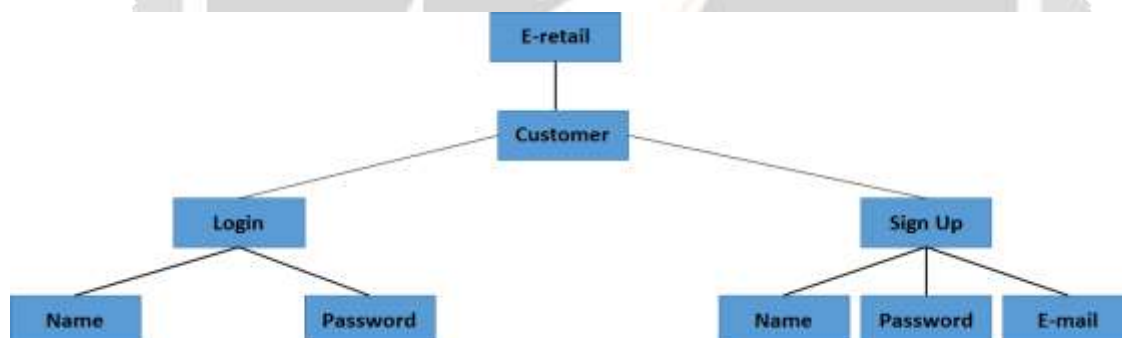 E-retail
Customer
Login
Sign Up
Name
Password
Name
Password
E-mail